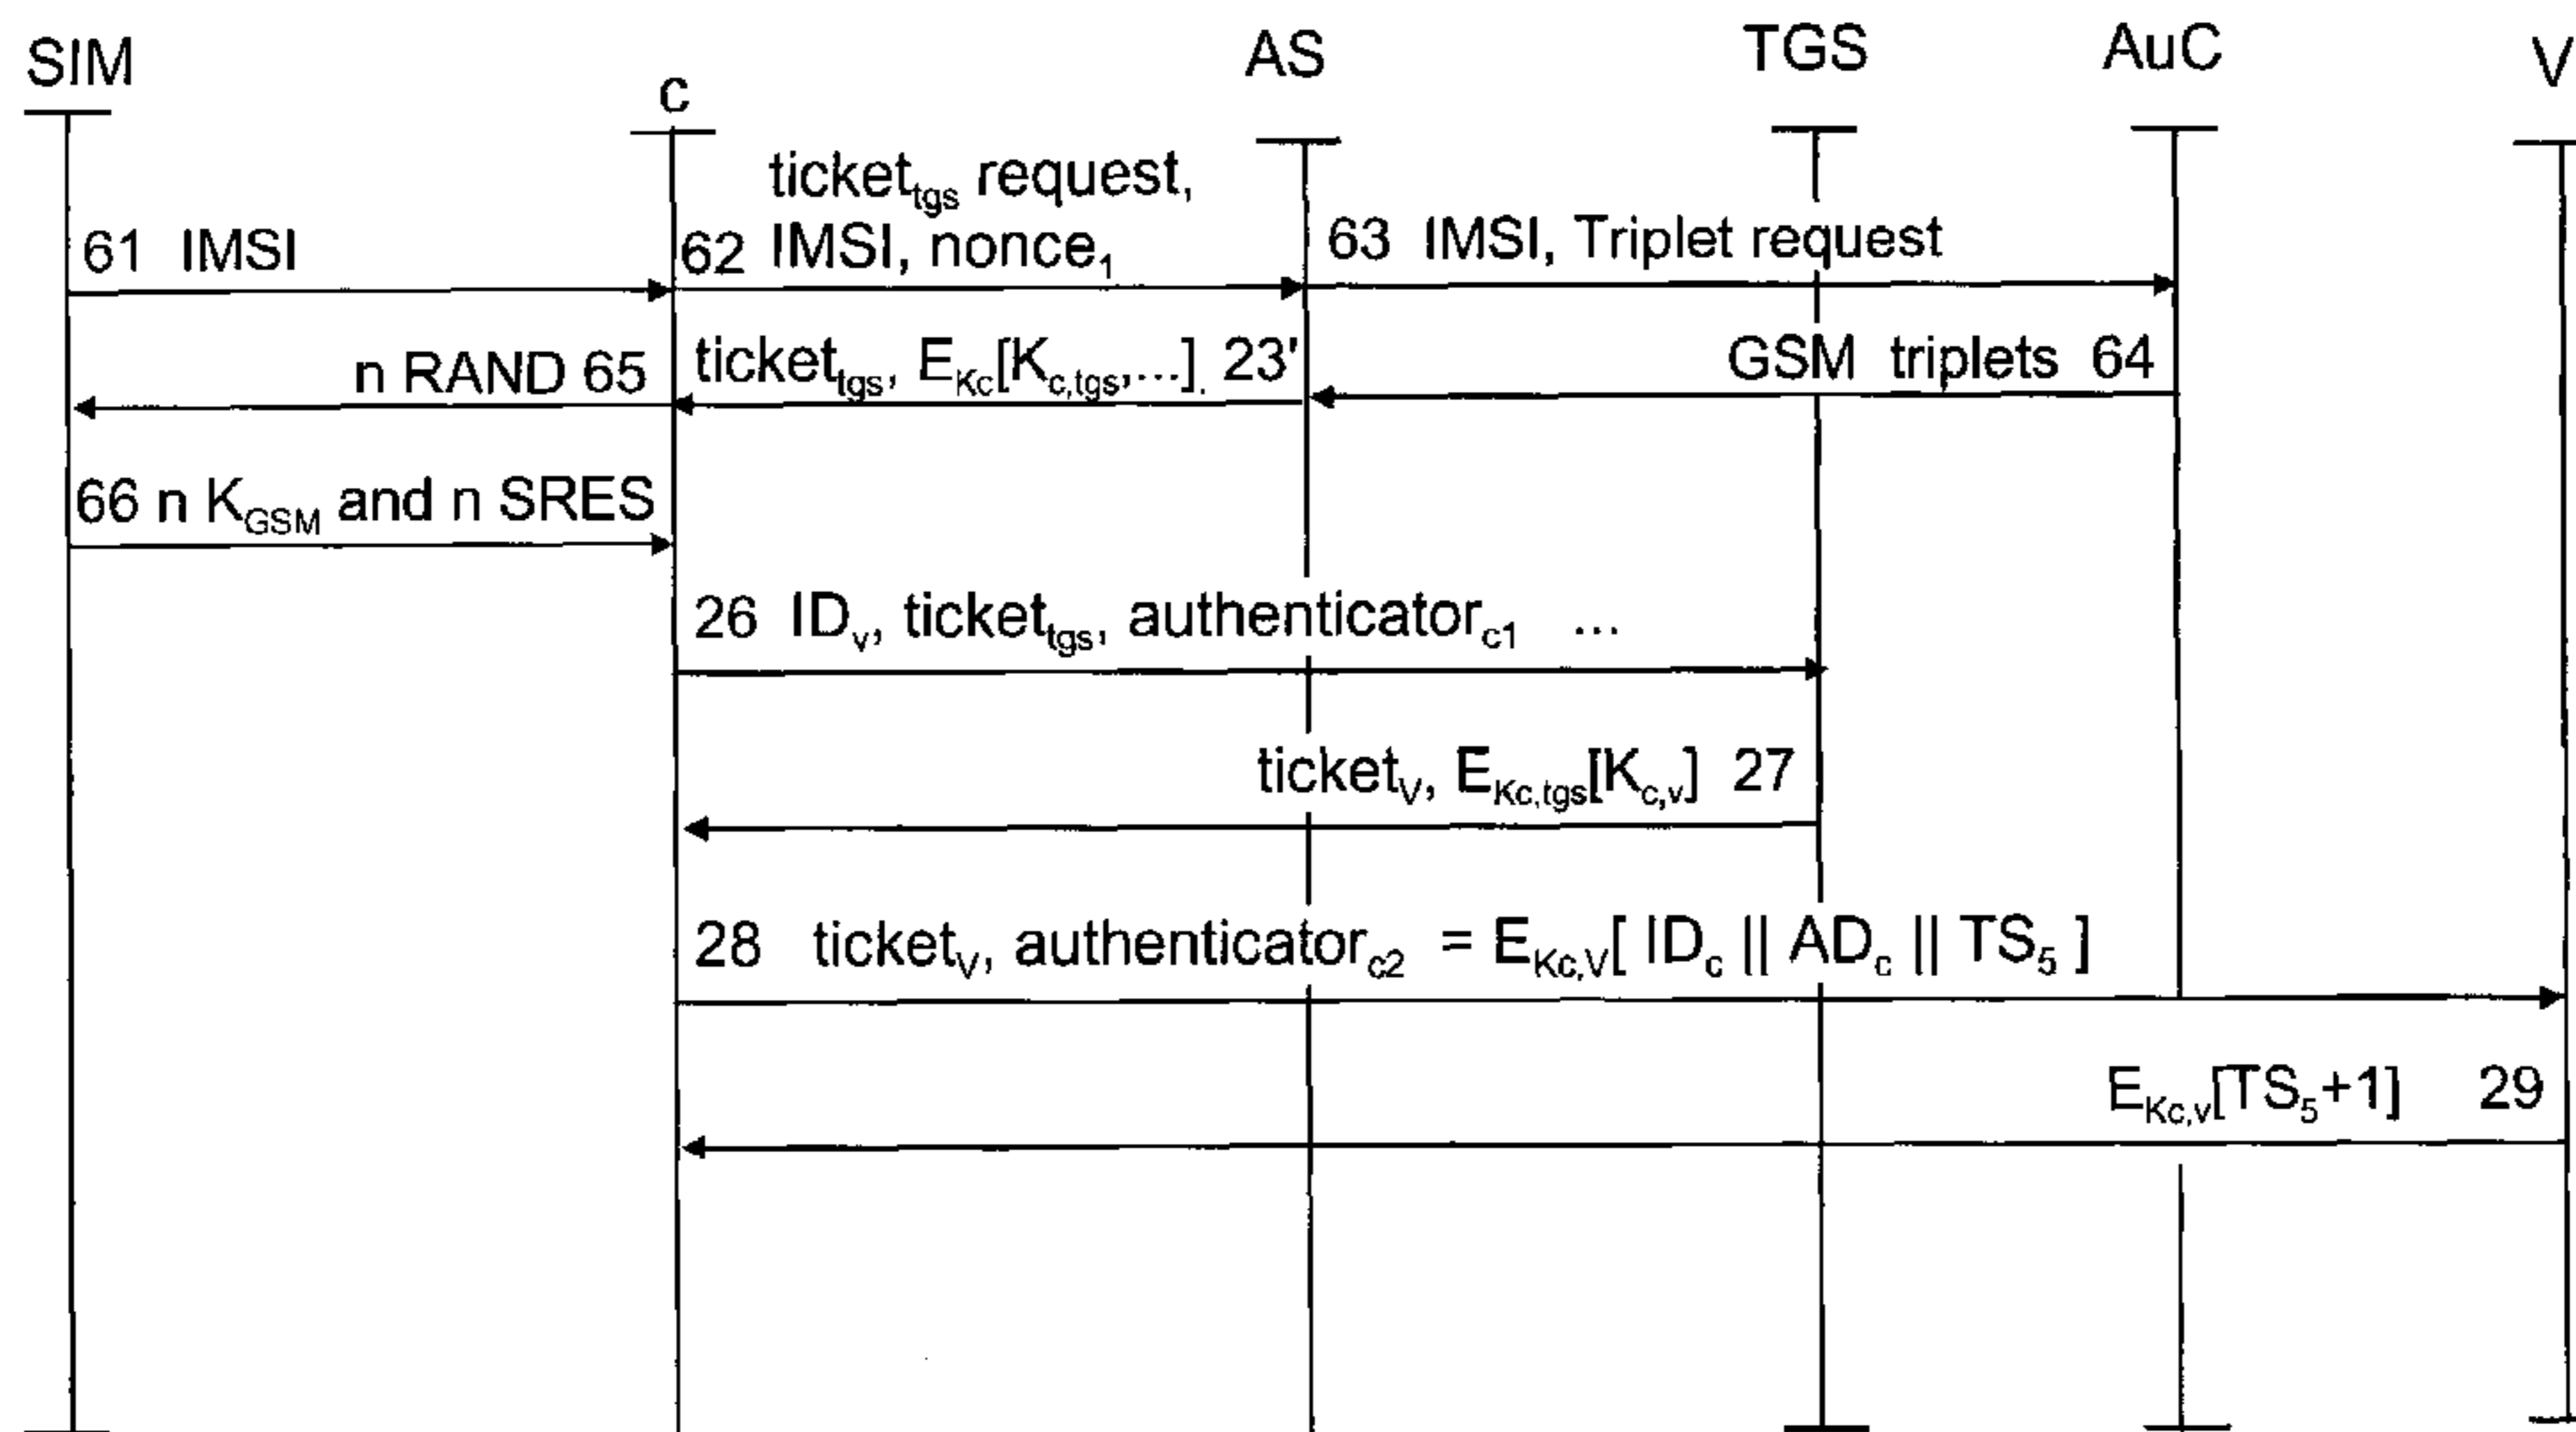 SIM
c
AS
TGS
AuC
V
ticket_tgs request,
61 IMSI
62 IMSI, nonce_1
63 IMSI, Triplet request
n RAND 65
ticket_tgs, E_Kc[K_c,tgs,...]. 23'
GSM triplets 64
66 n K_GSM and n SRES
26 ID_v, ticket_tgs, authenticator_c1 ...
ticket_V, E_Kc,tgs[K_c,v] 27
28 ticket_V, authenticator_c2 = E_Kc,V[ ID_c || AD_c || TS_5 ]
E_Kc,v[TS_5+1] 29